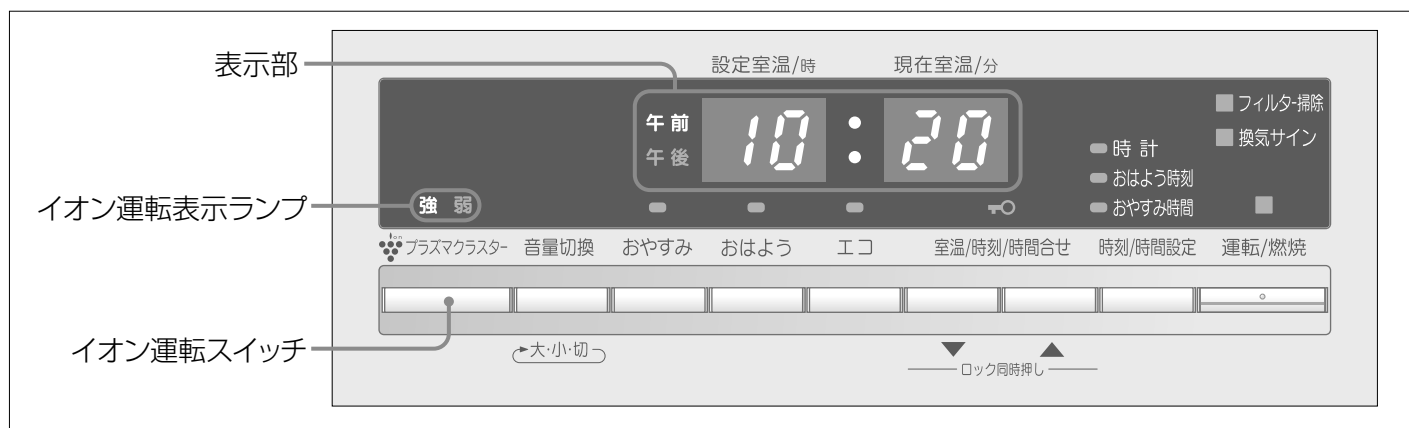 表示部
設定室温/時 現在室温/分
午前 10:20
午後
フィルター掃除
換気サイン
時計
おはよう時刻
おやすみ時間
イオン運転表示ランプ
強 弱
ion
プラズマクラスター 音量切換 おやすみ おはよう エコ 室温/時刻/時間合せ 時刻/時間設定 運転/燃焼
イオン運転スイッチ
大・小・切
▼ ▲
ロック同時押し